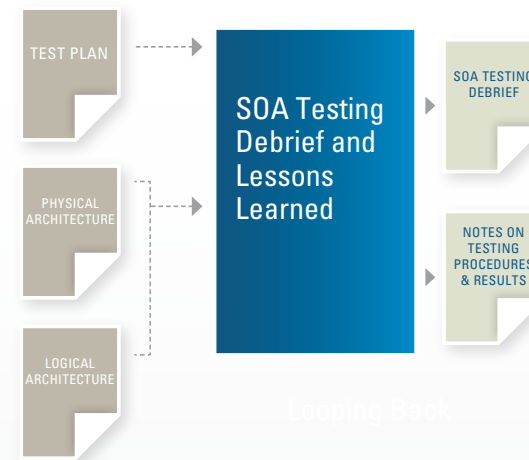 TEST PLAN
PHYSICAL
ARCHITECTURE
LOGICAL
ARCHITECTURE
SOA Testing
Debrief and
Lessons
Learned
SOA TESTING
DEBRIEF
NOTES ON
TESTING
PROCEDURES
& RESULTS
Looping Back